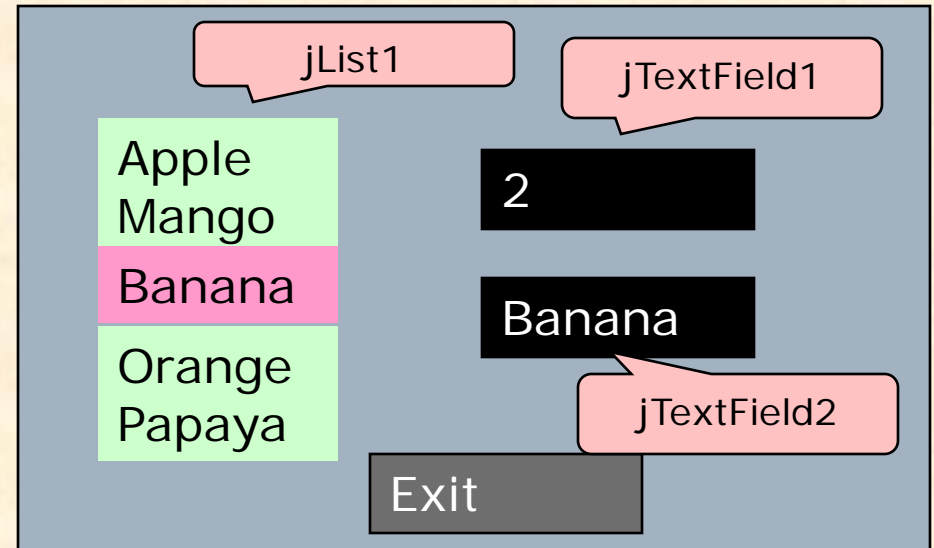 jList1
jTextField1
Apple
Mango
Banana
Orange
Papaya
2
Banana
jTextField2
Exit